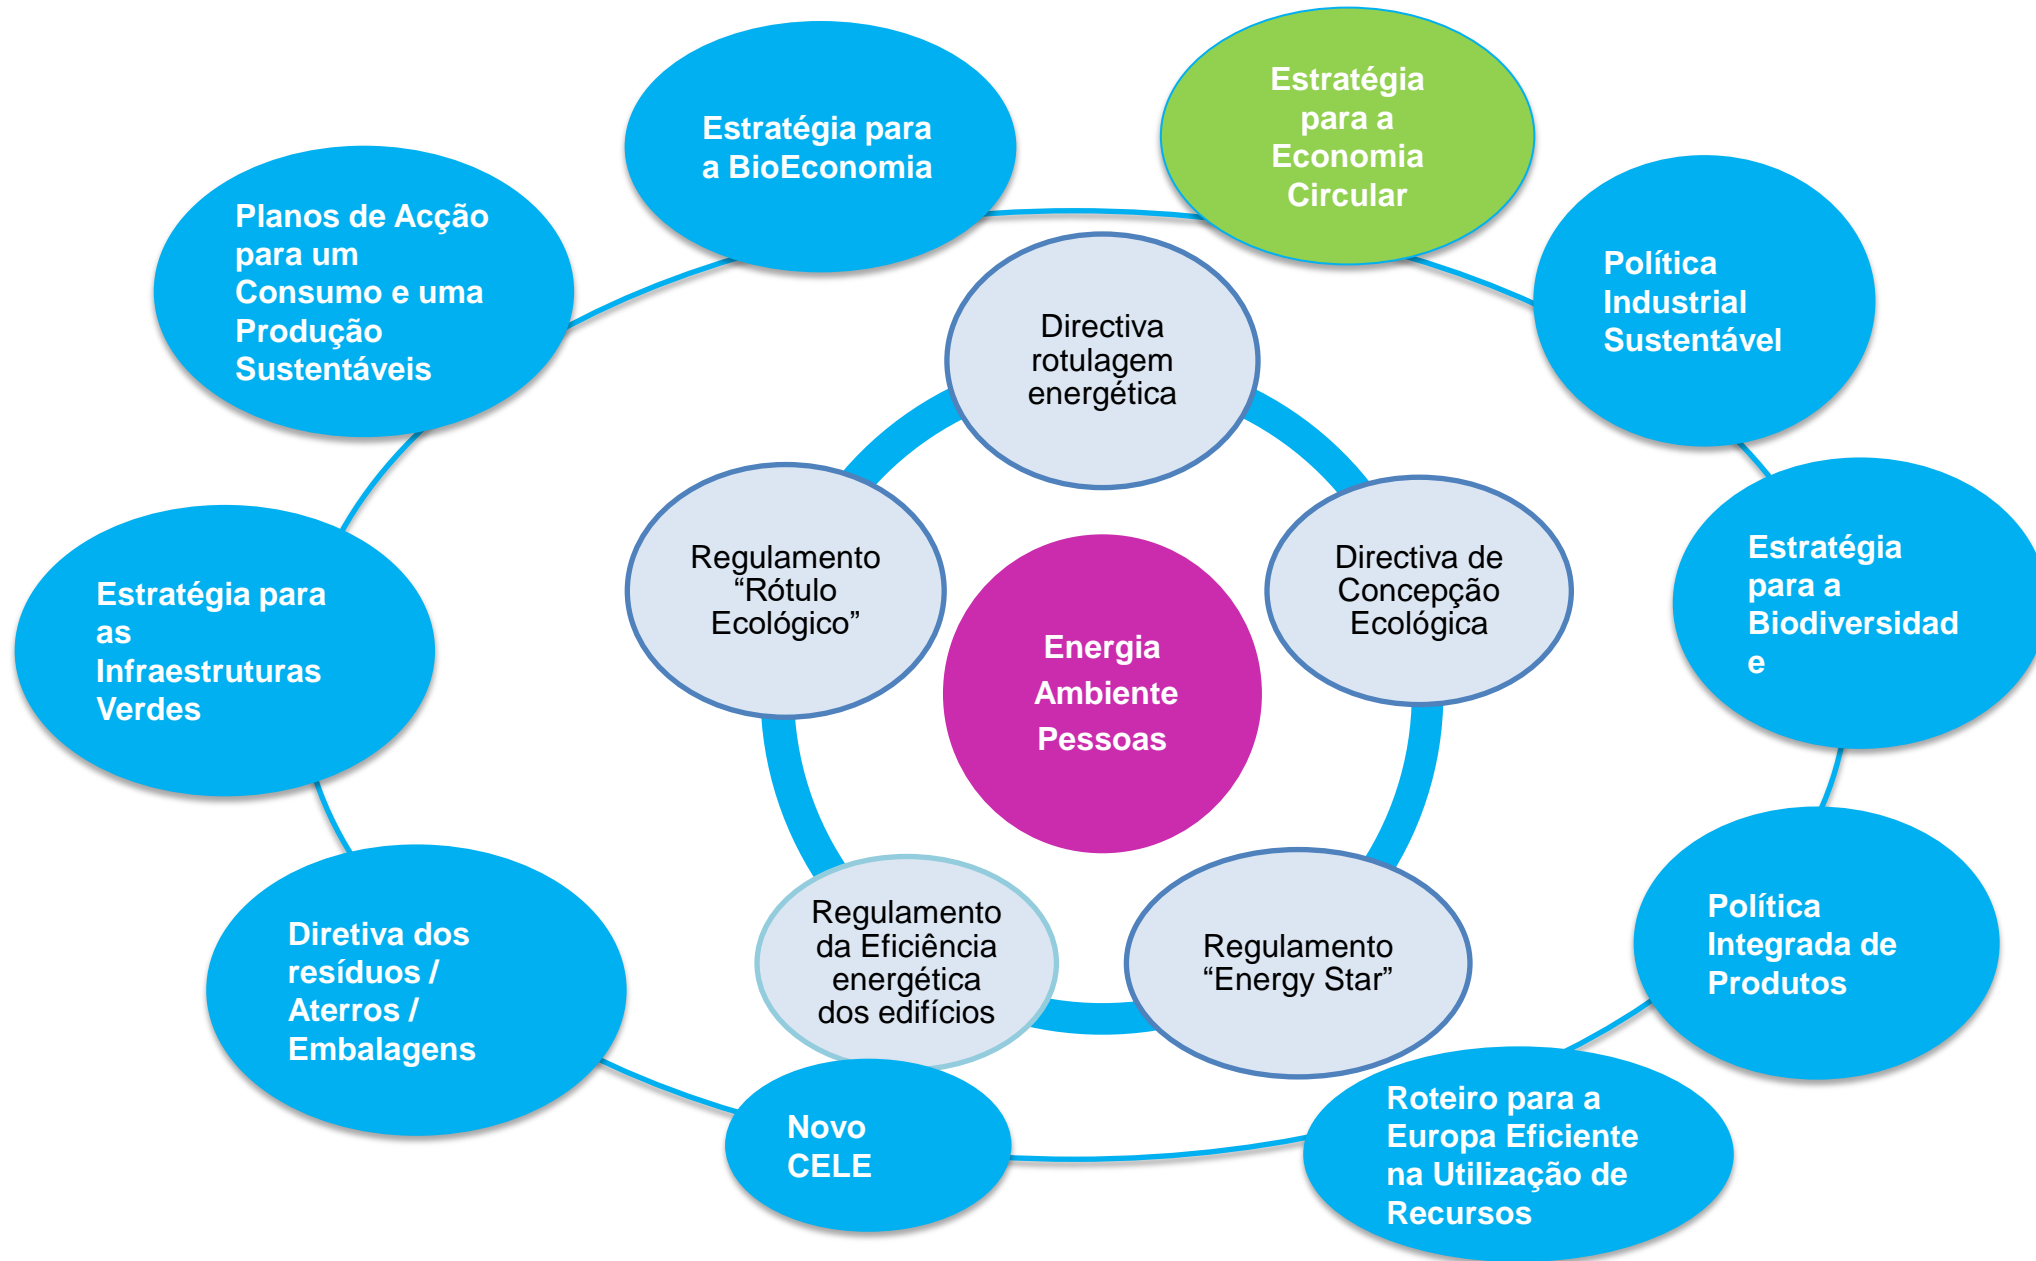 Estratégia
para a
Economia
Circular
Estratégia para
a BioEconomia
Planos de Acção
para um
Consumo e uma
Produção
Sustentáveis
Política
Industrial
Sustentável
Directiva
rotulagem
energética
Regulamento
“Rótulo
Ecológico”
Directiva de
Concepção
Ecológica
Estratégia
para a
Biodiversidad
e
Estratégia para
as
Infraestruturas
Verdes
Energia
Ambiente
Pessoas
Regulamento
da Eficiência
energética
dos edifícios
Regulamento
“Energy Star”
Política
Integrada de
Produtos
Diretiva dos
resíduos /
Aterros /
Embalagens
Novo
CELE
Roteiro para a
Europa Eficiente
na Utilização de
Recursos